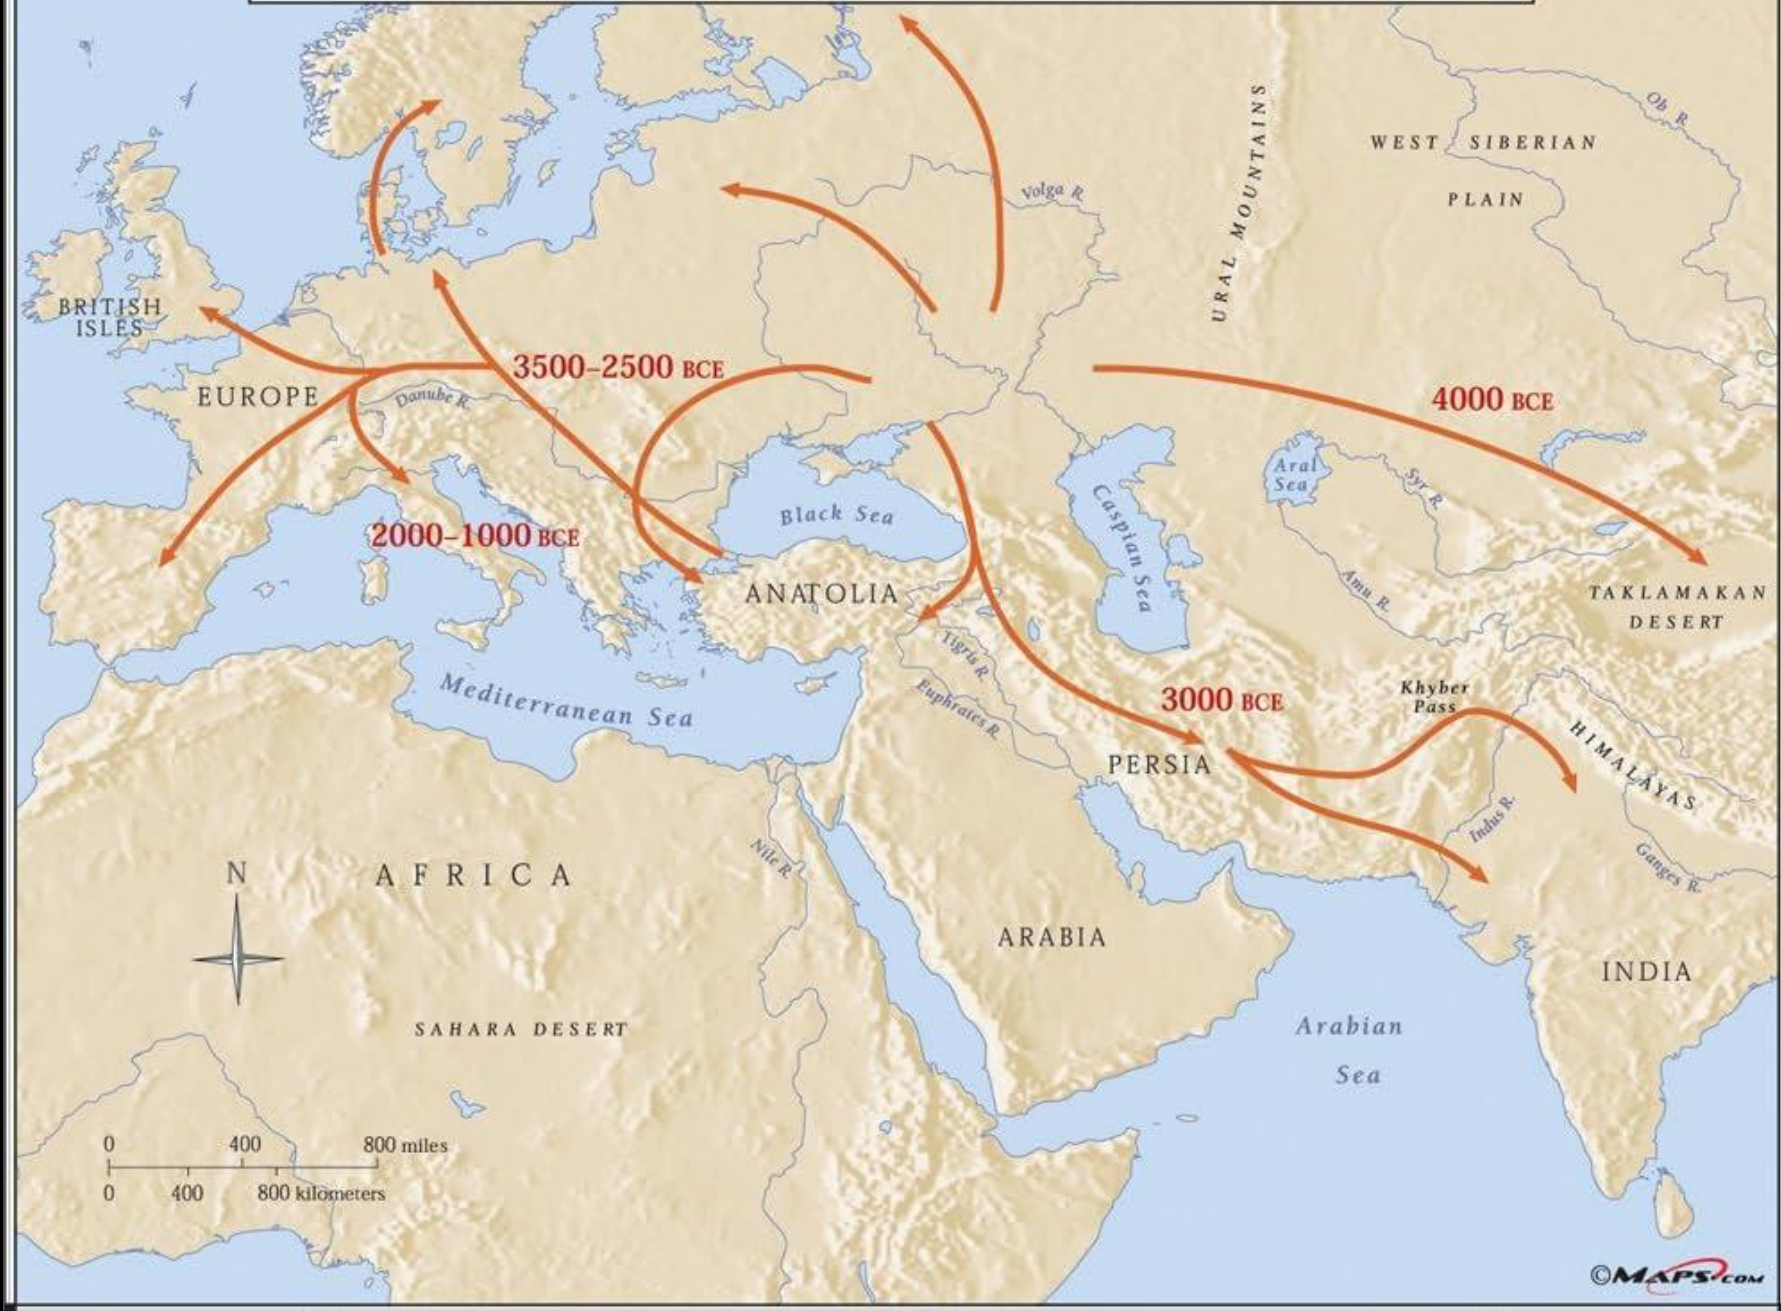 Ob R.
WEST SIBERIAN
PLAIN
Volga R.
URAL MOUNTAINS
BRITISH
ISLES
3500–2500 BCE
EUROPE
Danube R.
4000 BCE
Aral
Sea
Syr R.
Black Sea
Caspian Sea
2000–1000 BCE
ANATOLIA
Amu R.
TAKLAMAKAN
DESERT
Tigris R.
Mediterranean Sea
Euphrates R.
3000 BCE
Khyber
Pass
PERSIA
HIMALAYAS
Indus R.
Nile R.
Ganges R.
N
AFRICA
ARABIA
INDIA
SAHARA DESERT
Arabian
Sea
0 400 800 miles
0 400 800 kilometers
©MAPS.COM